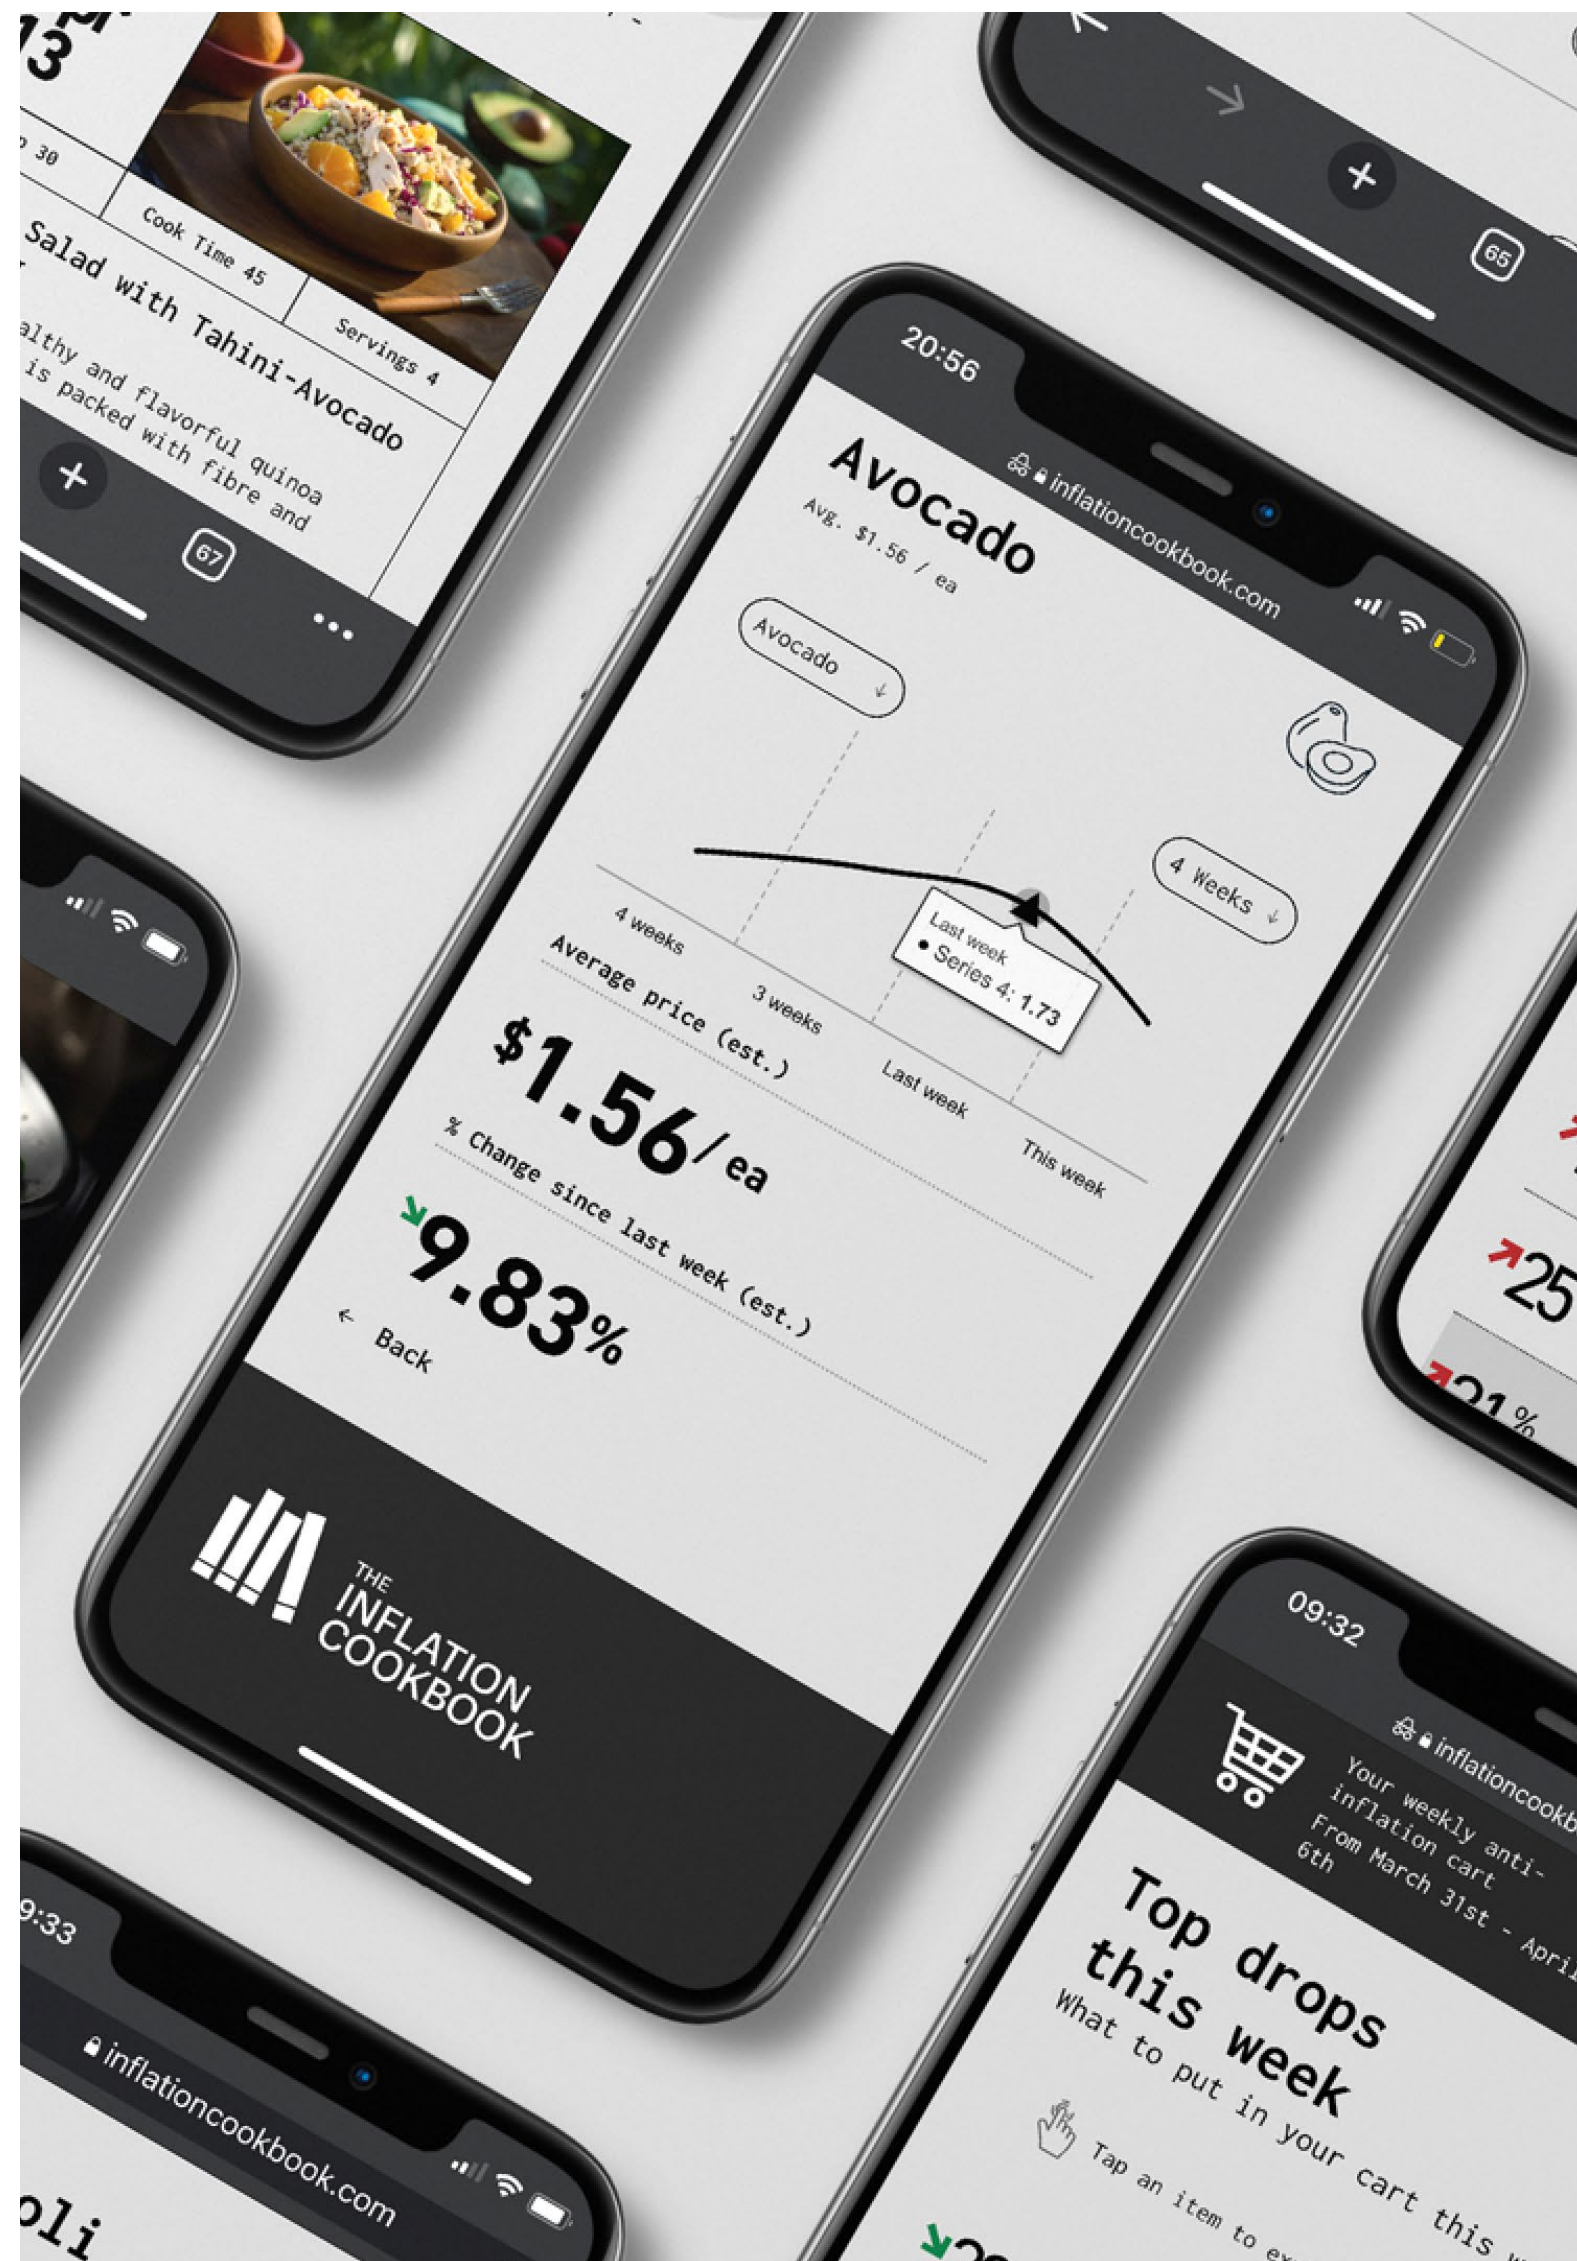 13
30
Cook Time 45
Servings 4
Salad with Tahini-Avocado
althy and flavorful quinoa
is packed with fibre and
67
65
20:56
inflationcookbook.com
Avocado
Avg. $1.56 / ea
Avocado ↓
4 Weeks ↓
Last week
• Series 4: 1.73
4 weeks
3 weeks
Last week
This week
Average price (est.)
$1.56/ ea
% Change since last week (est.)
9.83%
← Back
THE
INFLATION
COOKBOOK
25
21%
09:32
inflationcookb
Your weekly anti-
inflation cart
From March 31st - April
6th
Top drops
this week
What to put in your cart this w
Tap an item to ex
9:33
inflationcookbook.com
oli